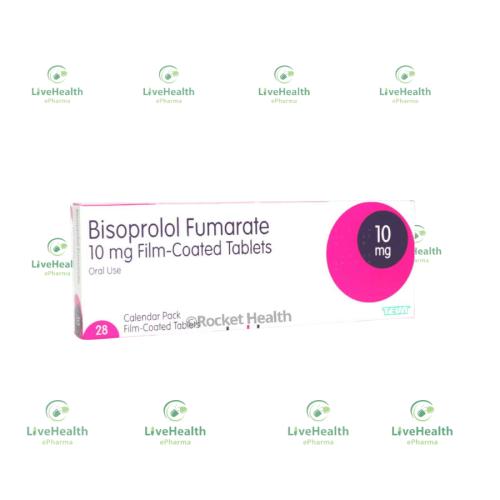 LiveHealth
ePharma
LiveHealth
ePharma
LiveHealth
ePharma
LiveHealth
ePharma
Bisoprolol Fumarate
10 mg Film-Coated Tablets
Oral Use
10
mg
LiveHealth
ePharma
28
Calendar Pack
Film-Coated Tablets
©Rocket Health
TEVA
LiveHealth
ePharma
LiveHealth
ePharma
LiveHealth
ePharma
LiveHealth
ePharma